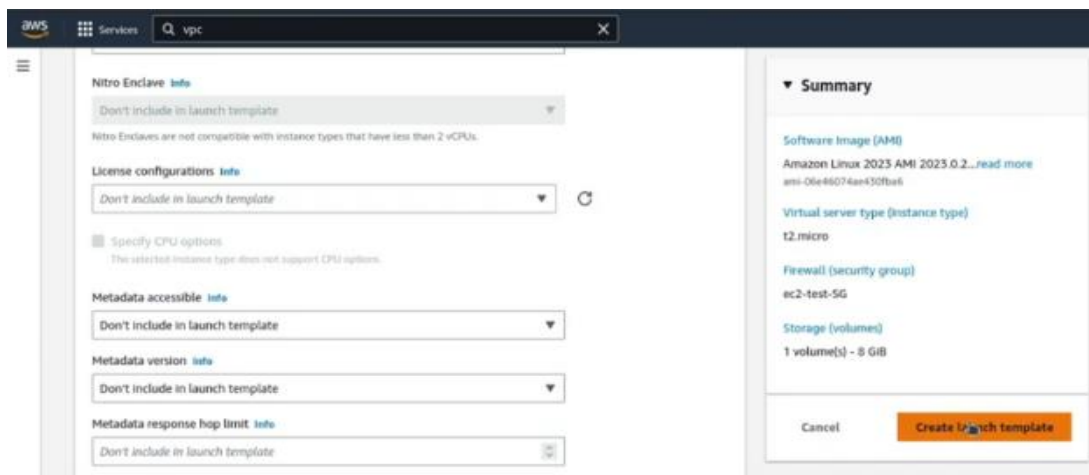 aws
Services
vpc
Nitro Enclave Info
Don't include in launch template
Nitro Enclaves are not compatible with instance types that have less than 2 vCPUs.
License configurations Info
Don't include in launch template
Specify CPU options
The selected instance type does not support CPU options.
Metadata accessible Info
Don't include in launch template
Metadata version Info
Don't include in launch template
Metadata response hop limit Info
Don't include in launch template
Summary
Software Image (AMI)
Amazon Linux 2023 AMI 2023.0.2...read more
ami-06e46074ae430fba6
Virtual server type (instance type)
t2.micro
Firewall (security group)
ec2-test-SG
Storage (volumes)
1 volume(s) - 8 GiB
Cancel
Create launch template